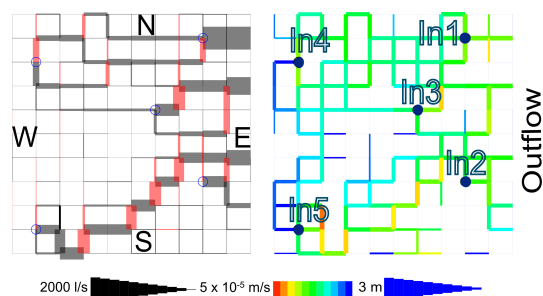 N
In1
In4
In3
W
E
In2
Outflow
In5
S
2000 l/s
5 x 10⁻⁵ m/s
3 m